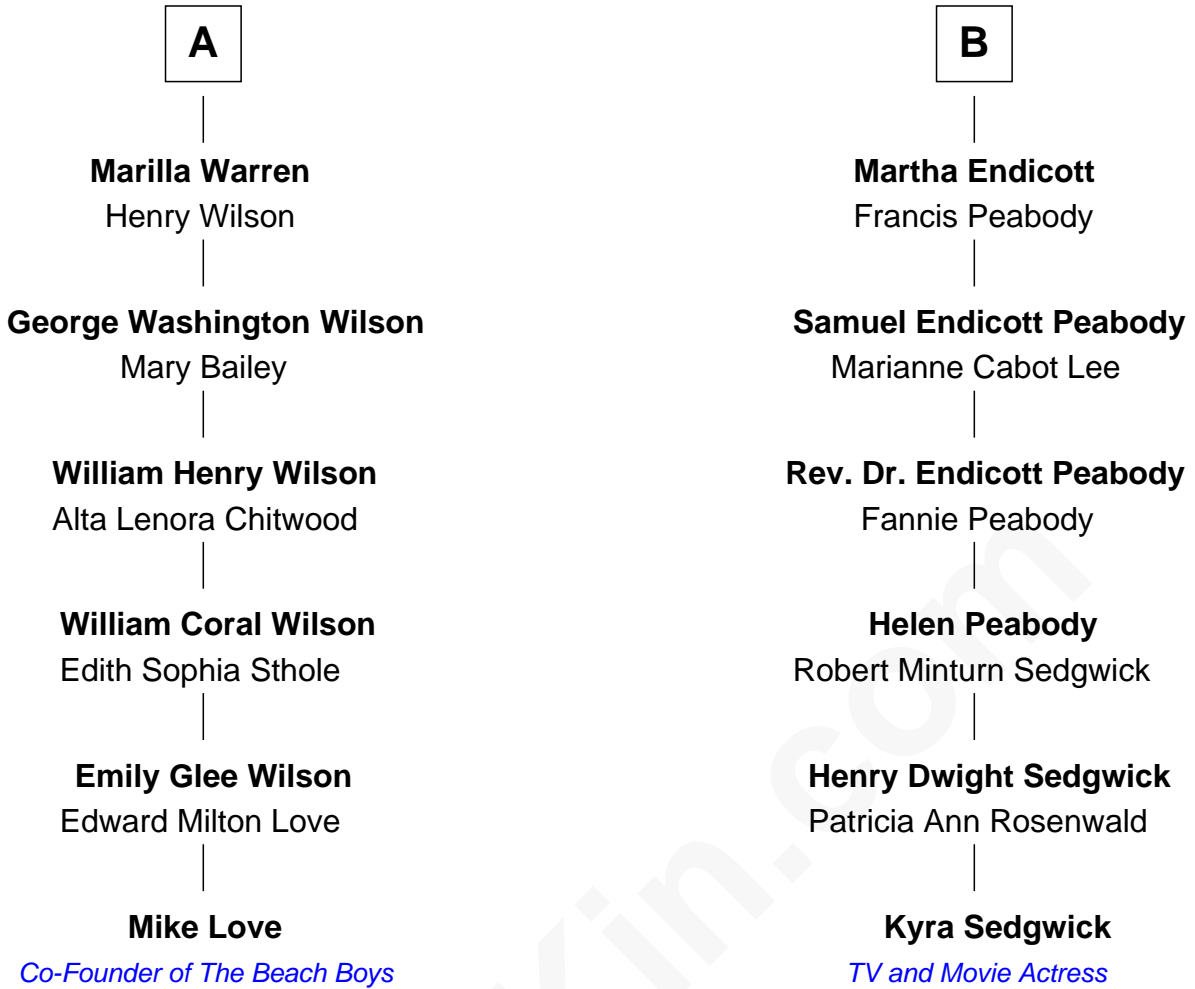 A
Marilla Warren
Henry Wilson
George Washington Wilson
Mary Bailey
William Henry Wilson
Alta Lenora Chitwood
William Coral Wilson
Edith Sophia Sthole
Emily Glee Wilson
Edward Milton Love
Mike Love
Co-Founder of The Beach Boys
B
Martha Endicott
Francis Peabody
Samuel Endicott Peabody
Marianne Cabot Lee
Rev. Dr. Endicott Peabody
Fannie Peabody
Helen Peabody
Robert Minturn Sedgwick
Henry Dwight Sedgwick
Patricia Ann Rosenwald
Kyra Sedgwick
TV and Movie Actress